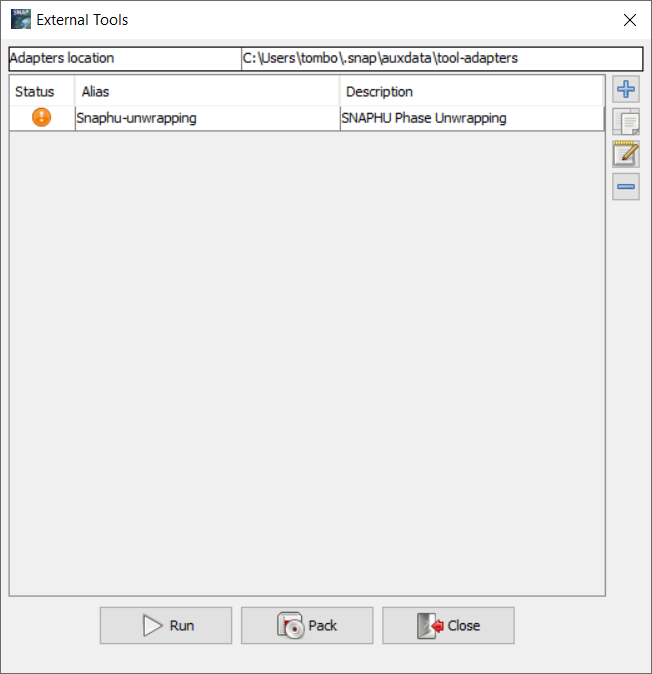 SNAP External Tools
Adapters location C:\Users\tombo\.snap\auxdata\tool-adapters
Status Alias Description
Snaphu-unwrapping SNAPHU Phase Unwrapping
Run Pack Close